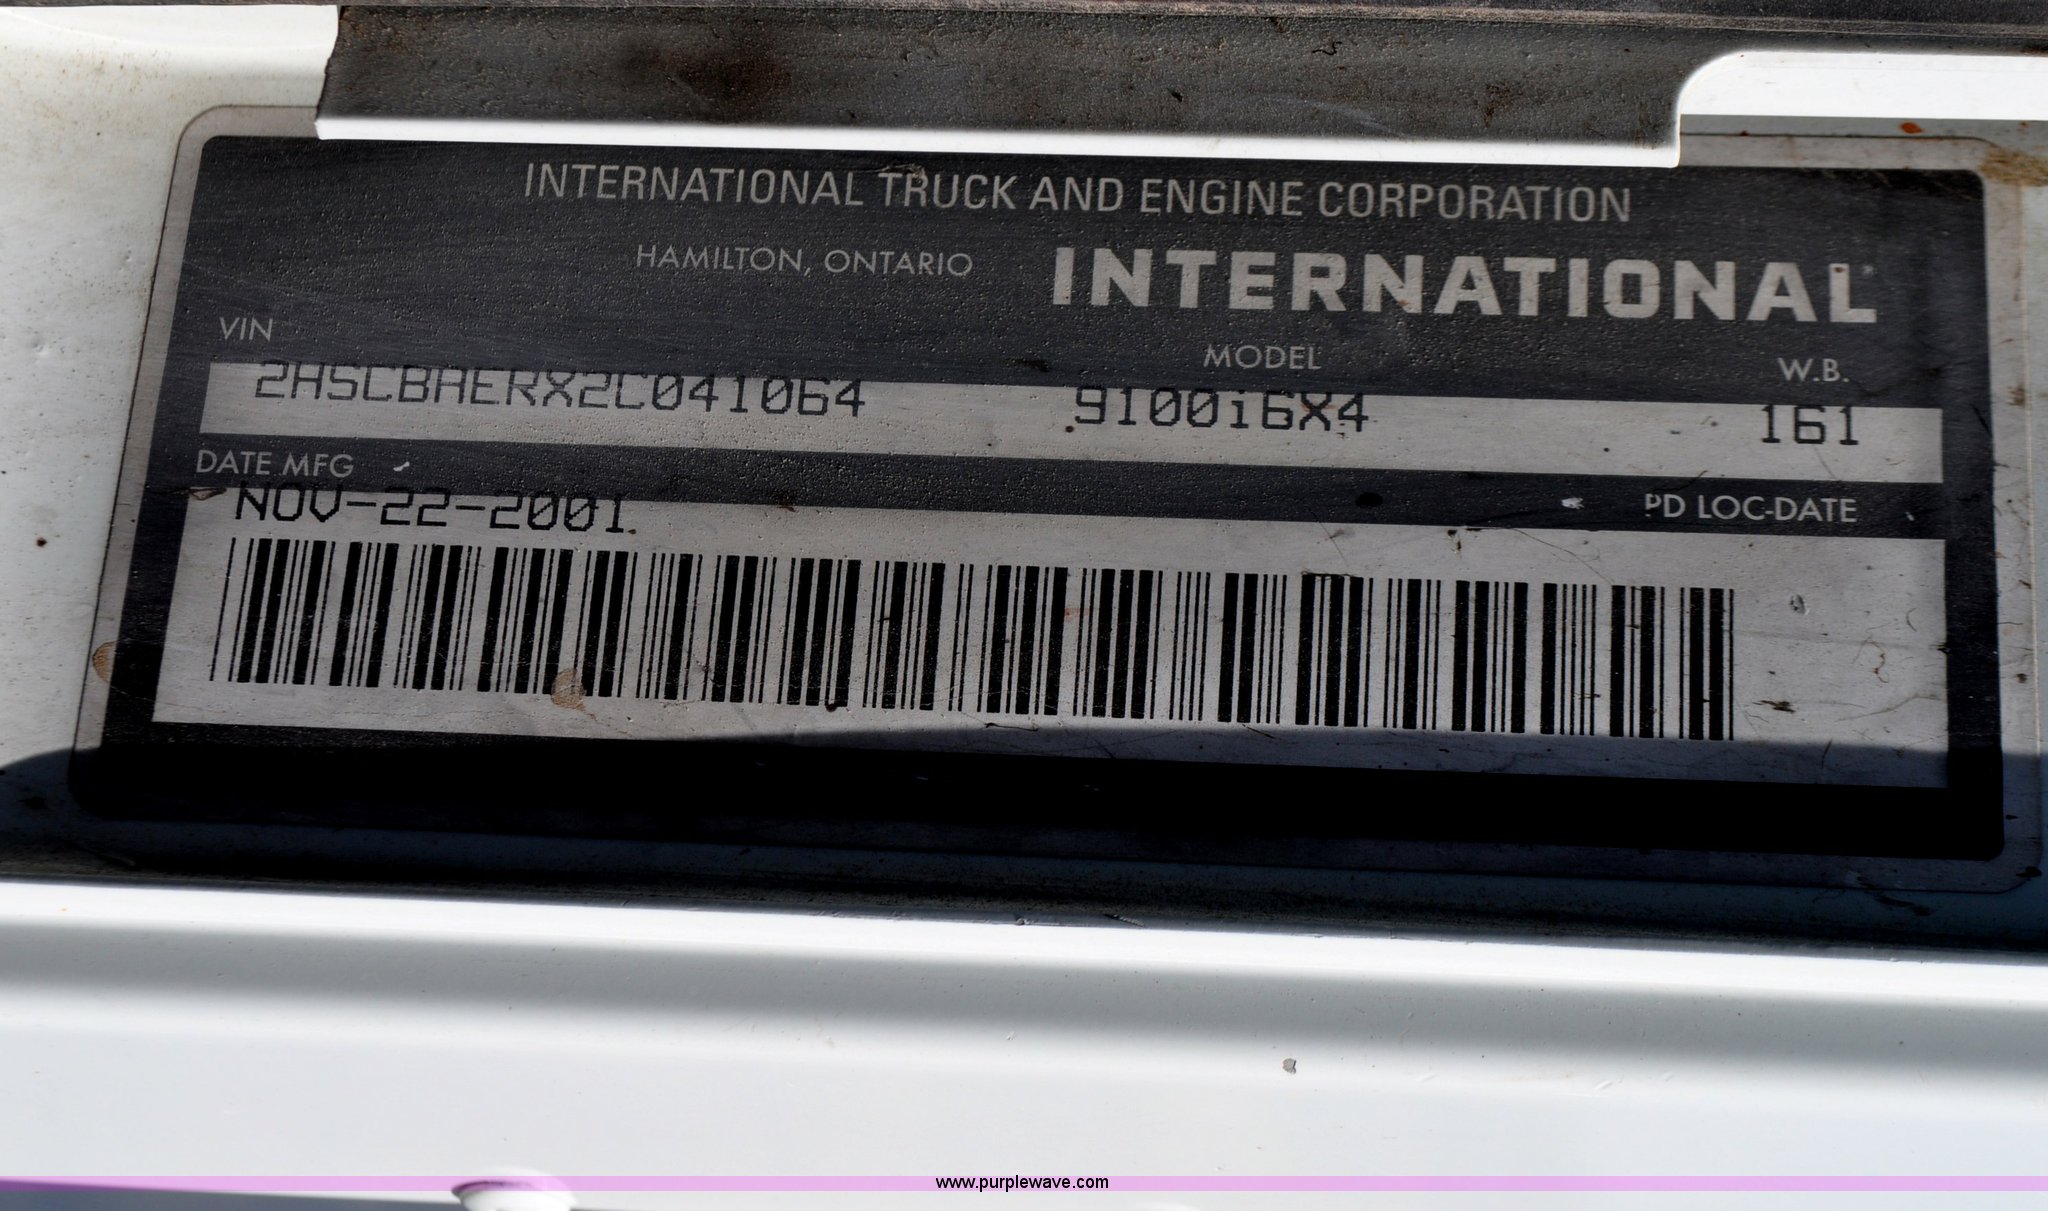 INTERNATIONAL TRUCK AND ENGINE CORPORATION
HAMILTON, ONTARIO INTERNATIONAL®
VIN MODEL W.B.
2HSCBAERX2C041064 9100i6X4 161
DATE MFG PD LOC-DATE
NOV-22-2001
www.purplewave.com